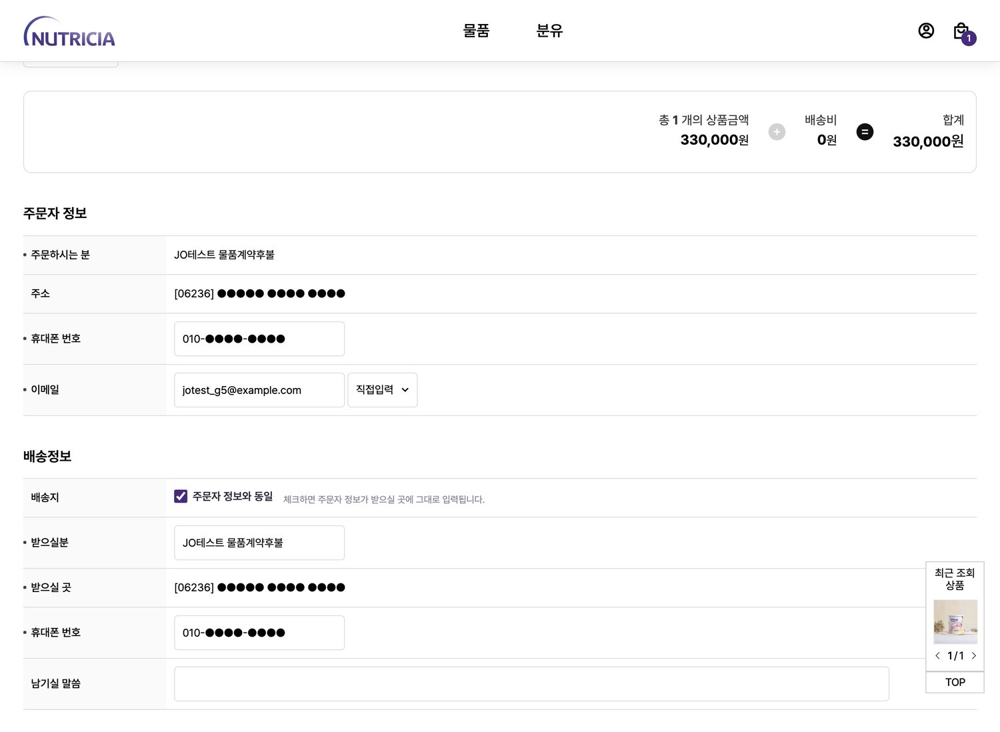 NUTRICIA
물품 분유
1
총 1 개의 상품금액
330,000원
+
배송비
0원
=
합계
330,000원
주문자 정보
주문하시는 분 JO테스트 물품계약후불
주소 [06236] ●●●●● ●●●● ●●●●
휴대폰 번호 010-●●●●-●●●●
이메일 jotest_g5@example.com 직접입력
배송정보
배송지 주문자 정보와 동일 체크하면 주문자 정보가 받으실 곳에 그대로 입력됩니다.
받으실분 JO테스트 물품계약후불
받으실 곳 [06236] ●●●●● ●●●● ●●●●
휴대폰 번호 010-●●●●-●●●●
남기실 말씀
최근 조회
상품
< 1/1 >
TOP